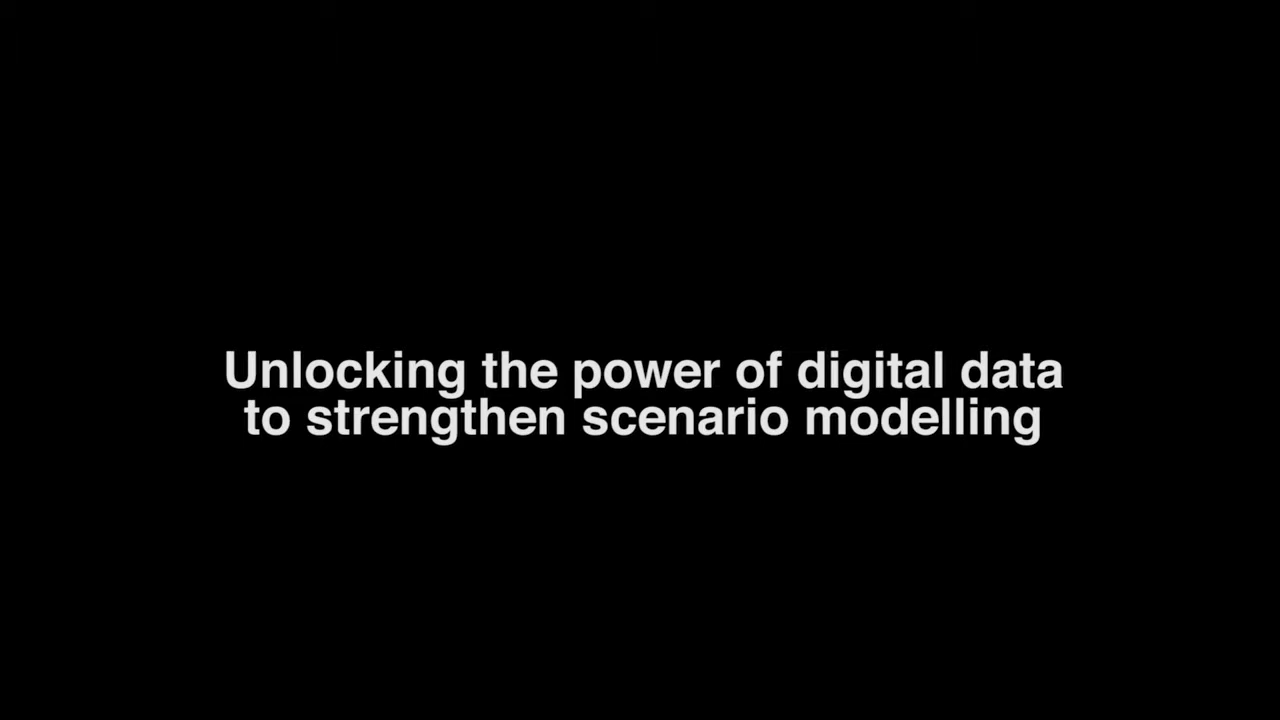 Unlocking the power of digital data
to strengthen scenario modelling